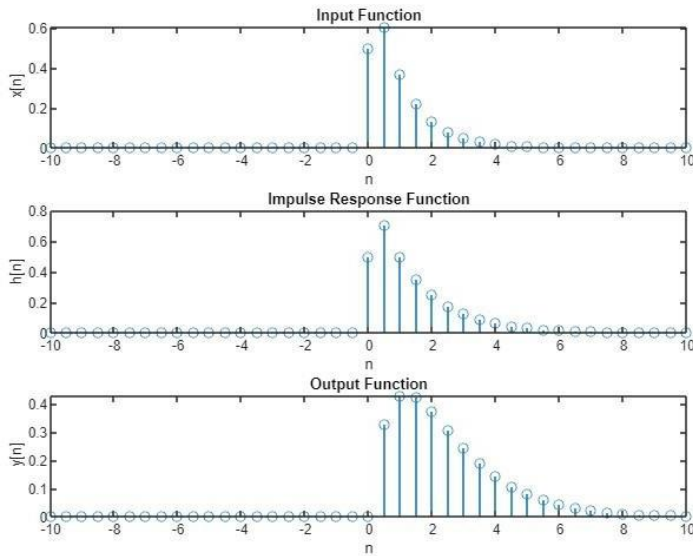 Input Function
0.6
0.4
0.2
0
x[n]
-10 -8 -6 -4 -2 0 2 4 6 8 10
n
Impulse Response Function
0.8
0.6
0.4
0.2
0
h[n]
-10 -8 -6 -4 -2 0 2 4 6 8 10
n
Output Function
0.4
0.3
0.2
0.1
0
y[n]
-10 -8 -6 -4 -2 0 2 4 6 8 10
n